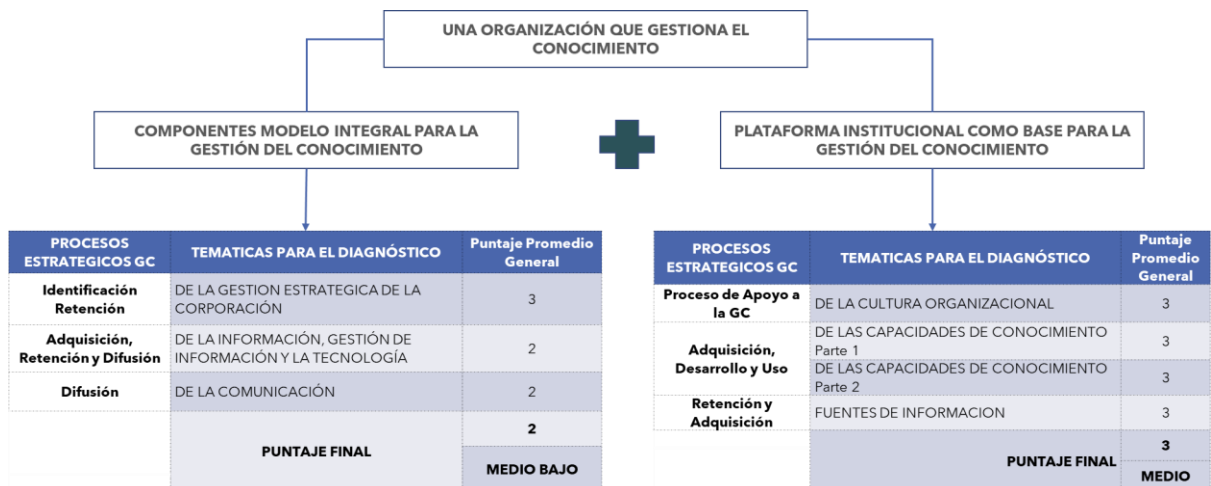 UNA ORGANIZACIÓN QUE GESTIONA EL
CONOCIMIENTO
COMPONENTES MODELO INTEGRAL PARA LA
GESTIÓN DEL CONOCIMIENTO
PLATAFORMA INSTITUCIONAL COMO BASE PARA LA
GESTIÓN DEL CONOCIMIENTO
PROCESOS
ESTRATEGICOS GC
TEMATICAS PARA EL DIAGNÓSTICO
Puntaje Promedio
General
Identificación
Retención
DE LA GESTION ESTRATEGICA DE LA
CORPORACIÓN
3
Adquisición,
Retención y Difusión
DE LA INFORMACIÓN, GESTIÓN DE
INFORMACIÓN Y LA TECNOLOGÍA
2
Difusión
DE LA COMUNICACIÓN
2
PUNTAJE FINAL
2
MEDIO BAJO
PROCESOS
ESTRATEGICOS GC
TEMATICAS PARA EL DIAGNÓSTICO
Puntaje
Promedio
General
Proceso de Apoyo a
la GC
DE LA CULTURA ORGANIZACIONAL
3
Adquisición,
Desarrollo y Uso
DE LAS CAPACIDADES DE CONOCIMIENTO
Parte 1
3
DE LAS CAPACIDADES DE CONOCIMIENTO
Parte 2
3
Retención y
Adquisición
FUENTES DE INFORMACION
3
PUNTAJE FINAL
3
MEDIO